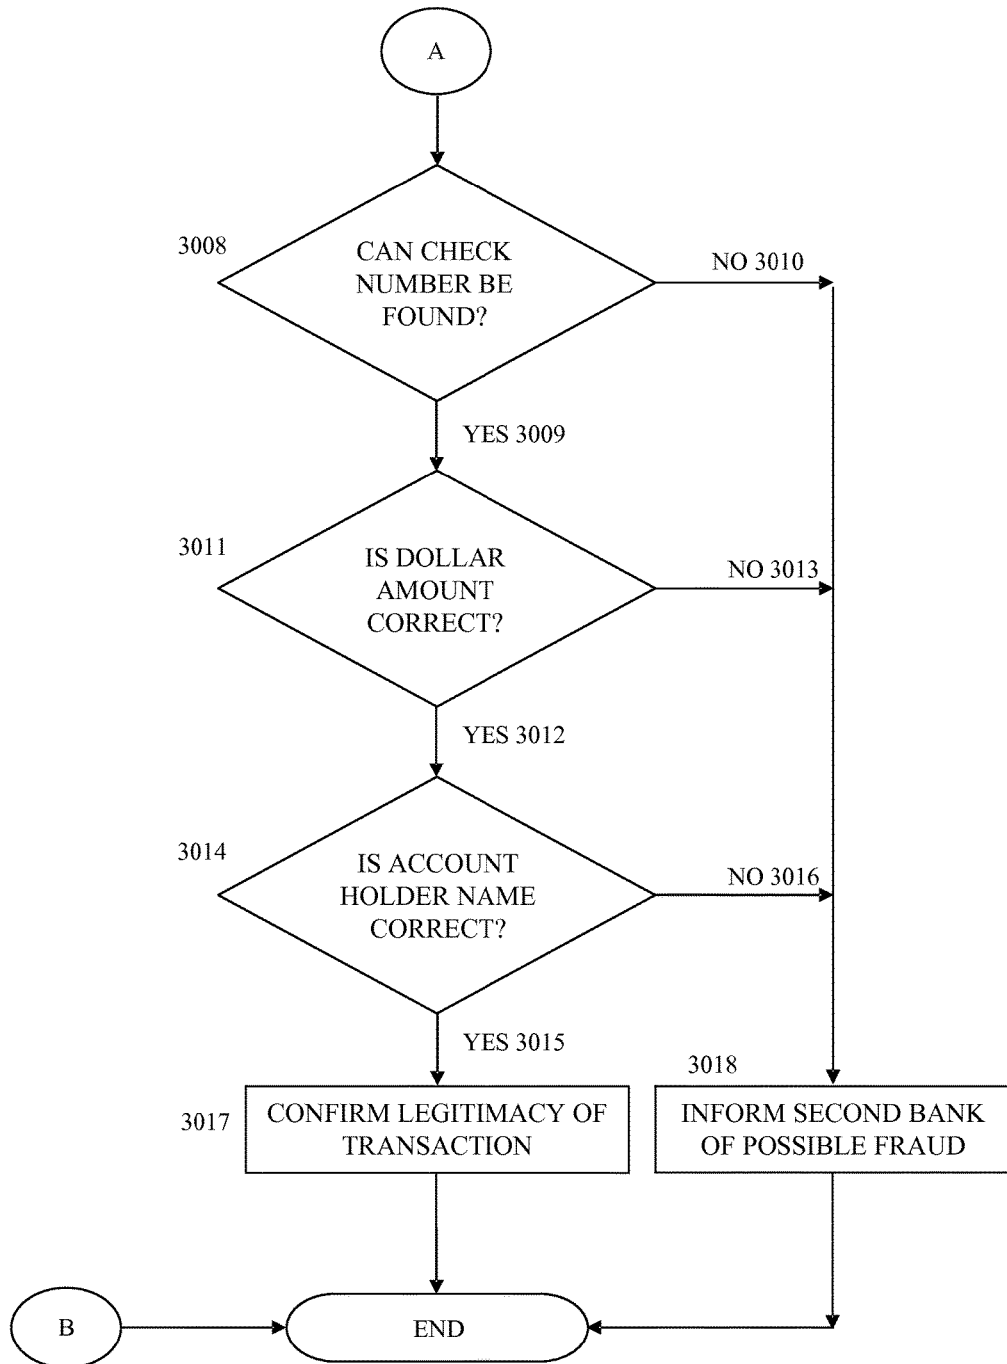 A
3008
CAN CHECK
NUMBER BE
FOUND?
NO 3010
YES 3009
3011
IS DOLLAR
AMOUNT
CORRECT?
NO 3013
YES 3012
3014
IS ACCOUNT
HOLDER NAME
CORRECT?
NO 3016
YES 3015
3017
CONFIRM LEGITIMACY OF
TRANSACTION
3018
INFORM SECOND BANK
OF POSSIBLE FRAUD
B
END